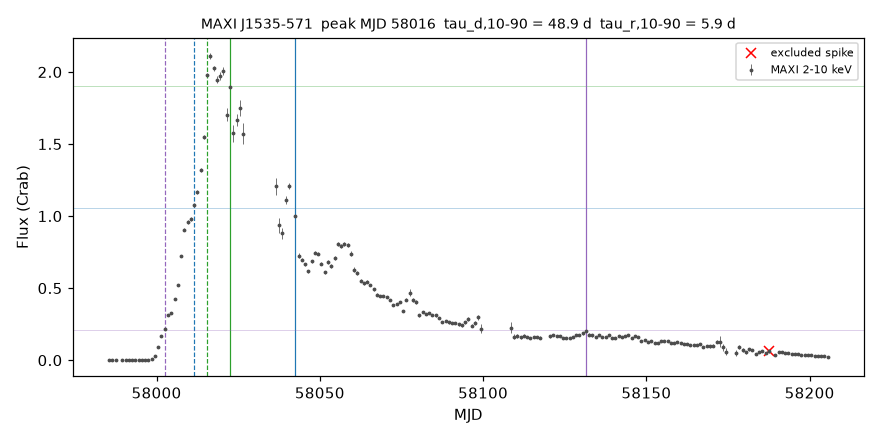 MAXI J1535-571 peak MJD 58016 tau_d,10-90 = 48.9 d tau_r,10-90 = 5.9 d
excluded spike
MAXI 2-10 keV
Flux (Crab)
2.0
1.5
1.0
0.5
0.0
58000
58050
58100
58150
58200
MJD